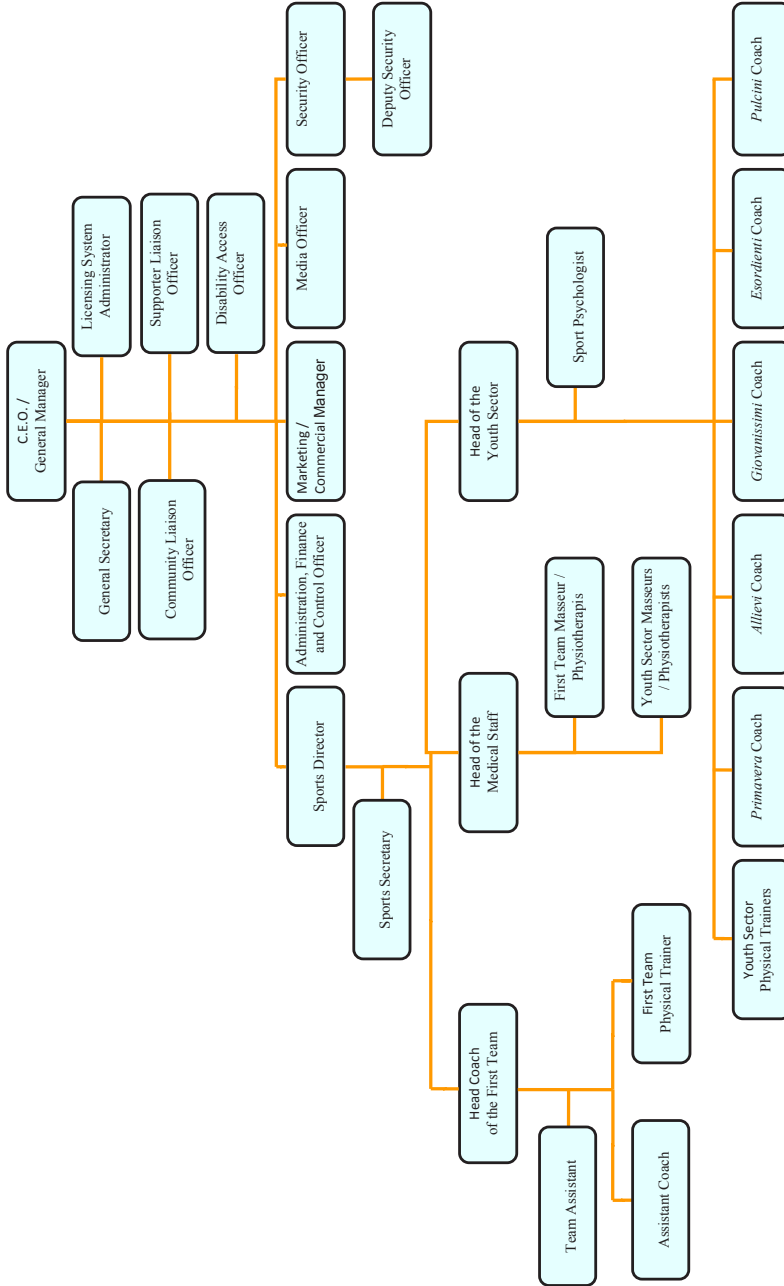 C.E.O. /
General Manager
General Secretary
Licensing System
Administrator
Community Liaison
Officer
Supporter Liaison
Officer
Disability Access
Officer
Sports Director
Administration, Finance
and Control Officer
Marketing /
Commercial Manager
Media Officer
Security Officer
Sports Secretary
Deputy Security
Officer
Head Coach
of the First Team
Head of the
Medical Staff
Head of the
Youth Sector
Team Assistant
First Team Masseur /
Physiotherapis
Sport Psychologist
Assistant Coach
First Team
Physical Trainer
Youth Sector Masseurs
/ Physiotherapists
Youth Sector
Physical Trainers
Primavera Coach
Allievi Coach
Giovanissimi Coach
Esordienti Coach
Pulcini Coach